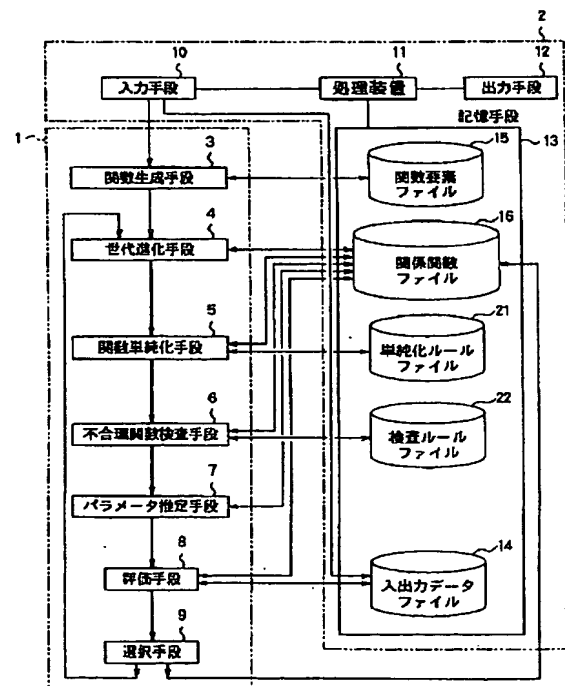 2
10
11
12
入力手段
処理装置
出力手段
記憶手段
1
3
15
13
関数生成手段
関数要素
ファイル
4
16
世代進化手段
関係関数
ファイル
5
21
関数単純化手段
単純化ルール
ファイル
6
22
不合理関数検査手段
検査ルール
ファイル
7
パラメータ推定手段
8
14
評価手段
入出力データ
ファイル
9
選択手段